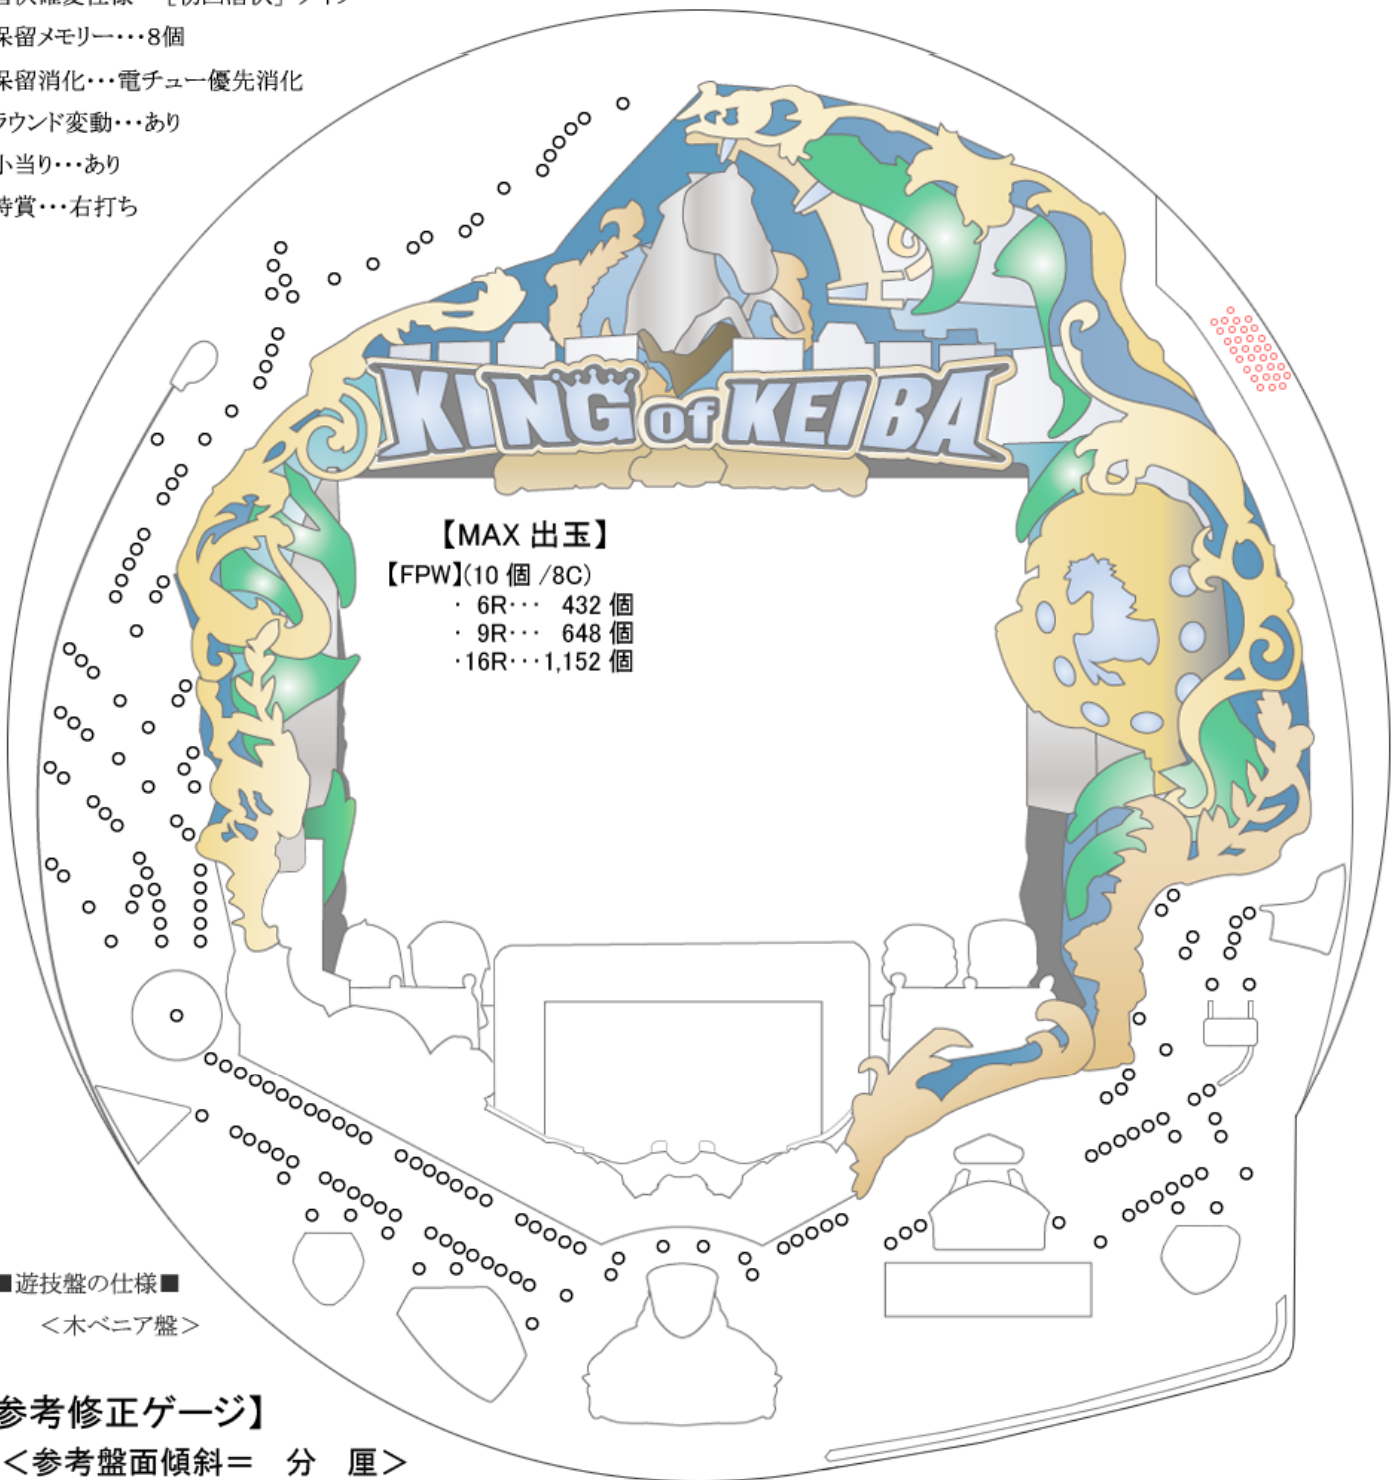 保留メモリー･･･8個
保留消化･･･電チュー優先消化
ラウンド変動･･･あり
小当り･･･あり
特賞･･･右打ち
KING of KEIBA
【MAX 出玉】
【FPW】(10 個 /8C)
・ 6R･･･ 432 個
・ 9R･･･ 648 個
・16R･･･1,152 個
■遊技盤の仕様■
＜木ベニア盤＞
参考修正ゲージ】
＜参考盤面傾斜＝ 分 厘＞